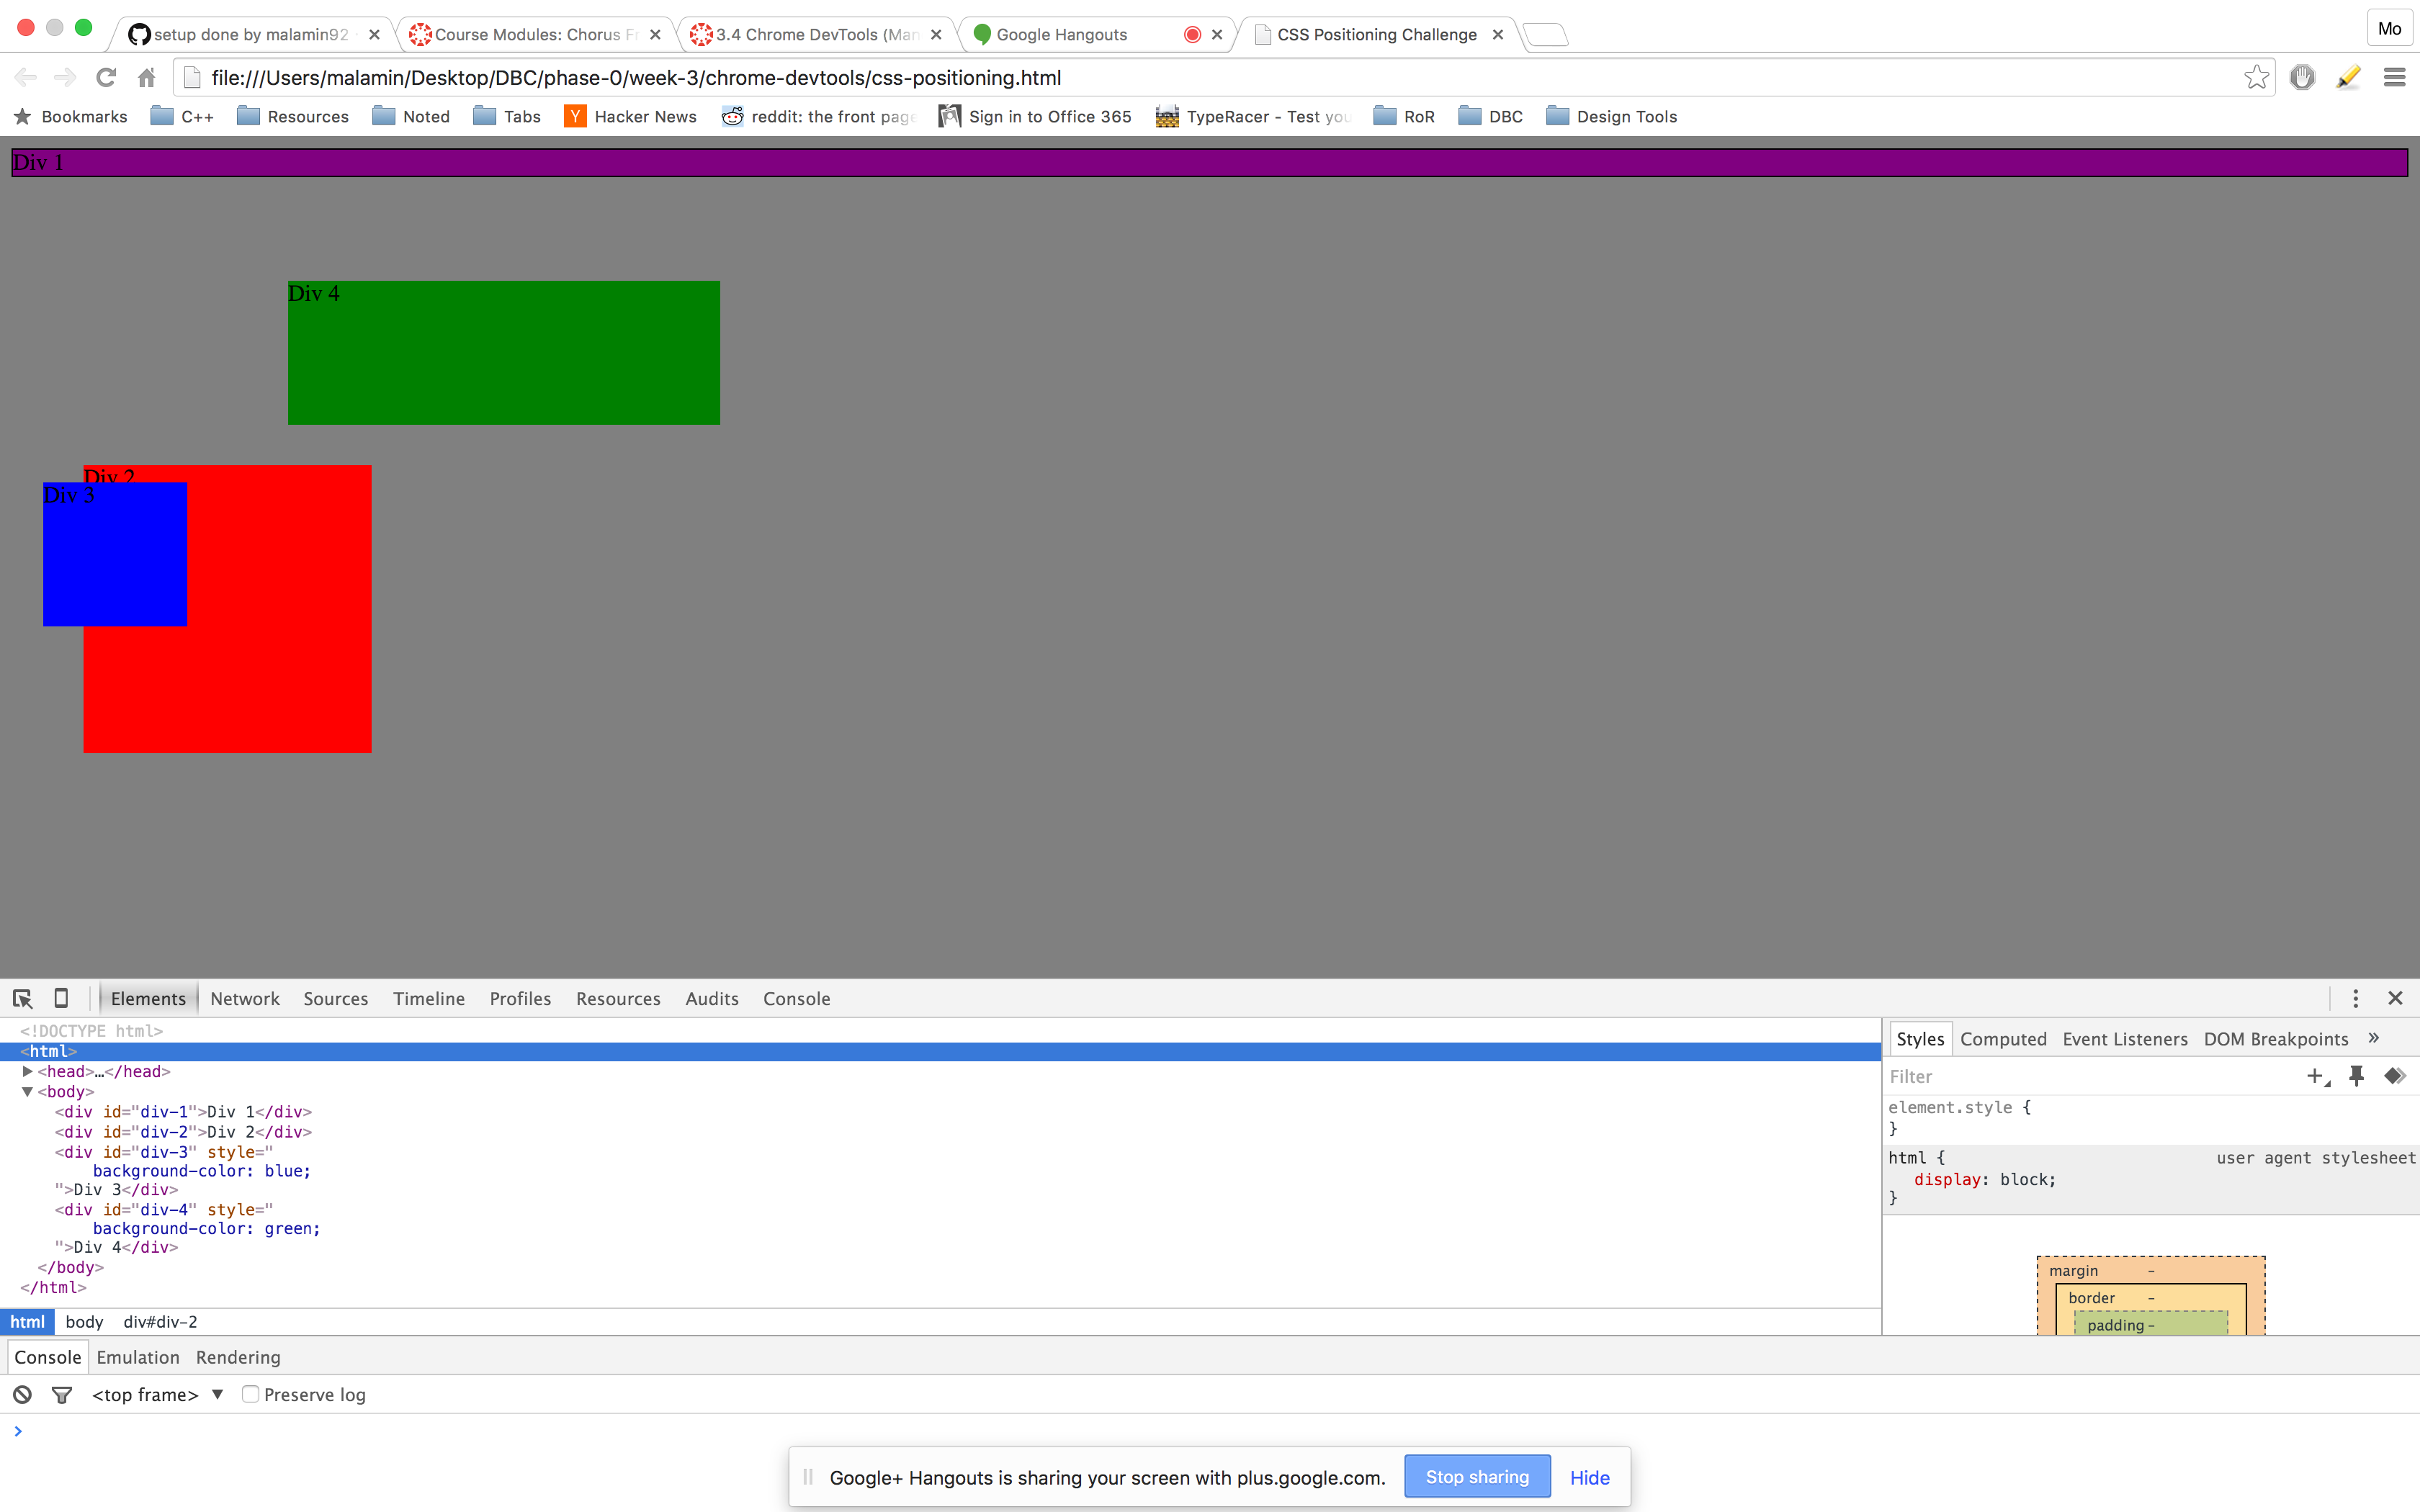 setup done by malamin92 Course Modules: Chorus Fr 3.4 Chrome DevTools (Man Google Hangouts CSS Positioning Challenge Mo
file:///Users/malamin/Desktop/DBC/phase-0/week-3/chrome-devtools/css-positioning.html
Bookmarks C++ Resources Noted Tabs Y Hacker News reddit: the front page Sign in to Office 365 TypeRacer - Test you RoR DBC Design Tools
Div 1
Div 4
Div 2
Div 3
Elements Network Sources Timeline Profiles Resources Audits Console
<!DOCTYPE html>
<html>
<head>…</head>
<body>
<div id="div-1">Div 1</div>
<div id="div-2">Div 2</div>
<div id="div-3" style="
background-color: blue;
">Div 3</div>
<div id="div-4" style="
background-color: green;
">Div 4</div>
</body>
</html>
html body div#div-2
Styles Computed Event Listeners DOM Breakpoints »
Filter
element.style {
}
html { user agent stylesheet
display: block;
}
margin -
border -
padding -
Console Emulation Rendering
<top frame> ▼ Preserve log
>
Google+ Hangouts is sharing your screen with plus.google.com. Stop sharing Hide